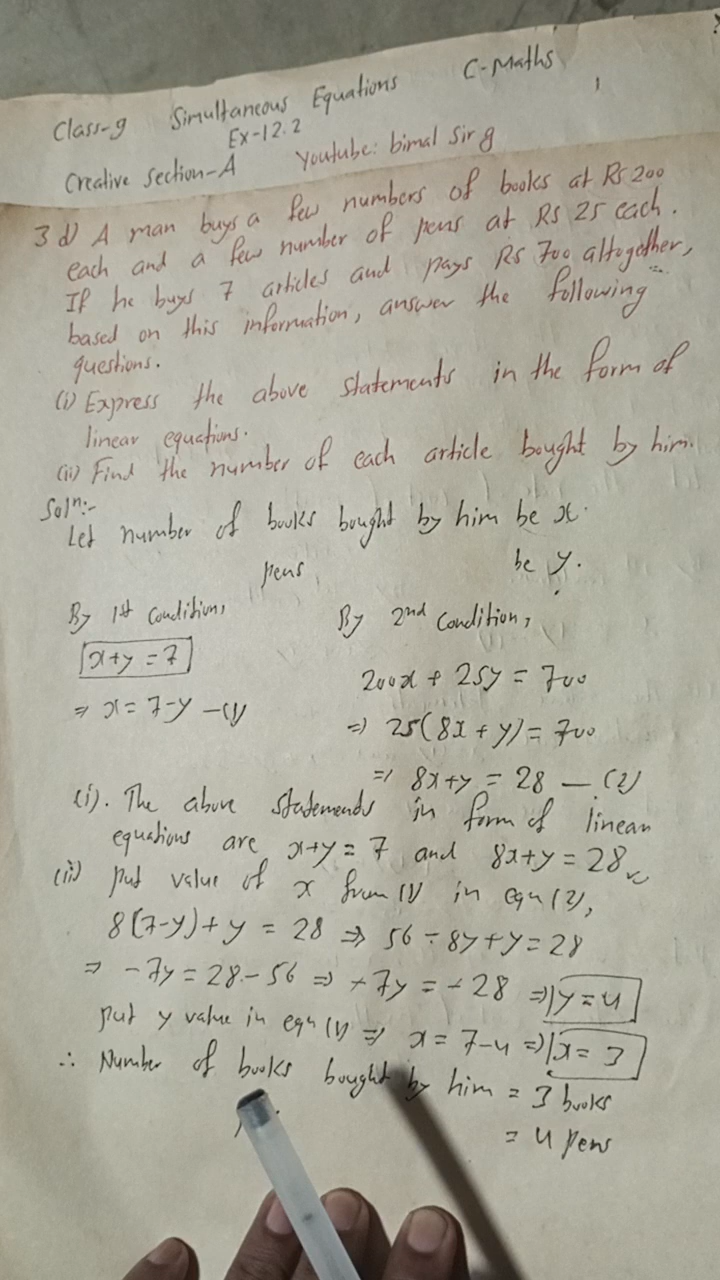 C-Maths
Class-9 Simultaneous Equations
Ex-12.2
Creative Section-A Youtube: bimal Sir g
3 d) A man buys a few numbers of books at Rs 200
each and a few number of pens at Rs 25 each.
If he buys 7 articles and pays Rs 700 altogether,
based on this information, answer the following
questions.
(i) Express the above statements in the form of
linear equations.
(ii) Find the number of each article bought by him.
Soln:-
Let number of books bought by him be x.
pens be y.
By 1st condition, By 2nd condition,
x+y = 7 200x + 25y = 700
⇒ x = 7-y -(1) ⇒ 25(8x + y) = 700
⇒ 8x+y = 28 — (2)
(i). The above statements in form of linear
equations are x+y = 7 and 8x+y = 28
(ii) put value of x from (1) in eqn (2),
8(7-y)+y = 28 ⇒ 56 - 8y+y = 28
⇒ -7y = 28-56 ⇒ -7y = -28 ⇒ y = 4
put y value in eqn (1) ⇒ x = 7-4 ⇒ x = 3
∴ Number of books bought by him = 3 books
= 4 pens